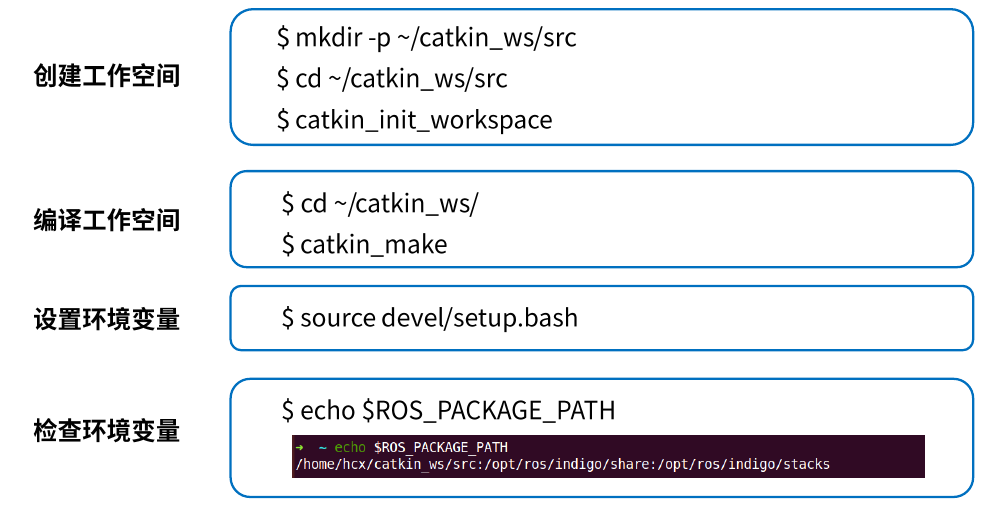 创建工作空间
$ mkdir -p ~/catkin_ws/src
$ cd ~/catkin_ws/src
$ catkin_init_workspace
编译工作空间
$ cd ~/catkin_ws/
$ catkin_make
设置环境变量
$ source devel/setup.bash
检查环境变量
$ echo $ROS_PACKAGE_PATH
➜ ~ echo $ROS_PACKAGE_PATH
/home/hcx/catkin_ws/src:/opt/ros/indigo/share:/opt/ros/indigo/stacks